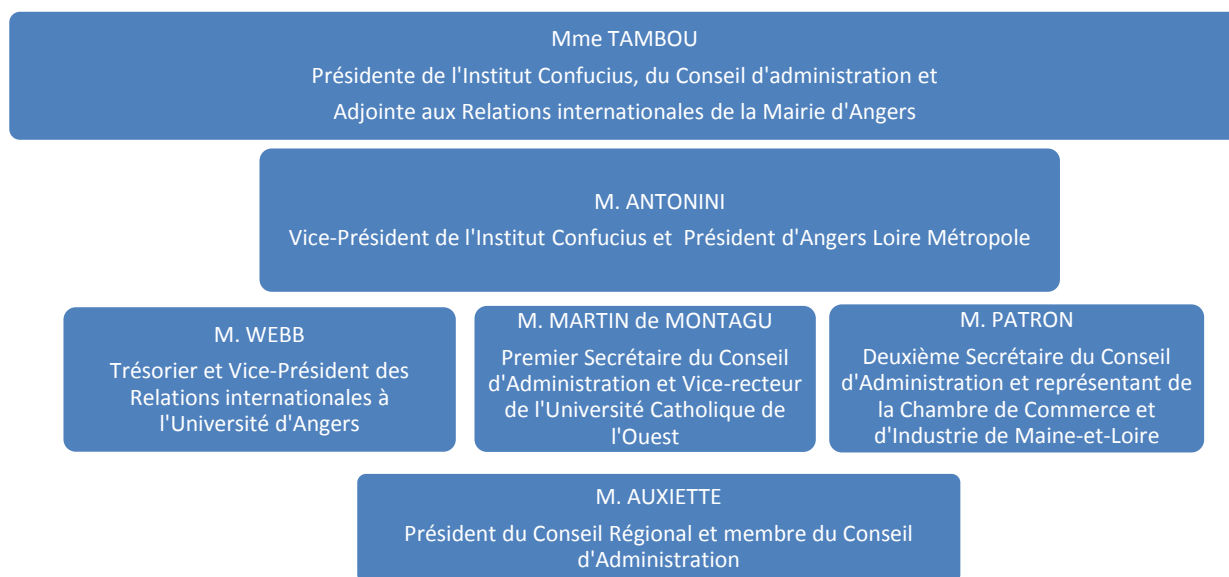 Mme TAMBOU
Présidente de l'Institut Confucius, du Conseil d'administration et
Adjointe aux Relations internationales de la Mairie d'Angers
M. ANTONINI
Vice-Président de l'Institut Confucius et Président d'Angers Loire Métropole
M. WEBB
Trésorier et Vice-Président des
Relations internationales à
l'Université d'Angers
M. MARTIN de MONTAGU
Premier Secrétaire du Conseil
d'Administration et Vice-recteur
de l'Université Catholique de
l'Ouest
M. PATRON
Deuxième Secrétaire du Conseil
d'Administration et représentant de
la Chambre de Commerce et
d'Industrie de Maine-et-Loire
M. AUXIETTE
Président du Conseil Régional et membre du Conseil
d'Administration